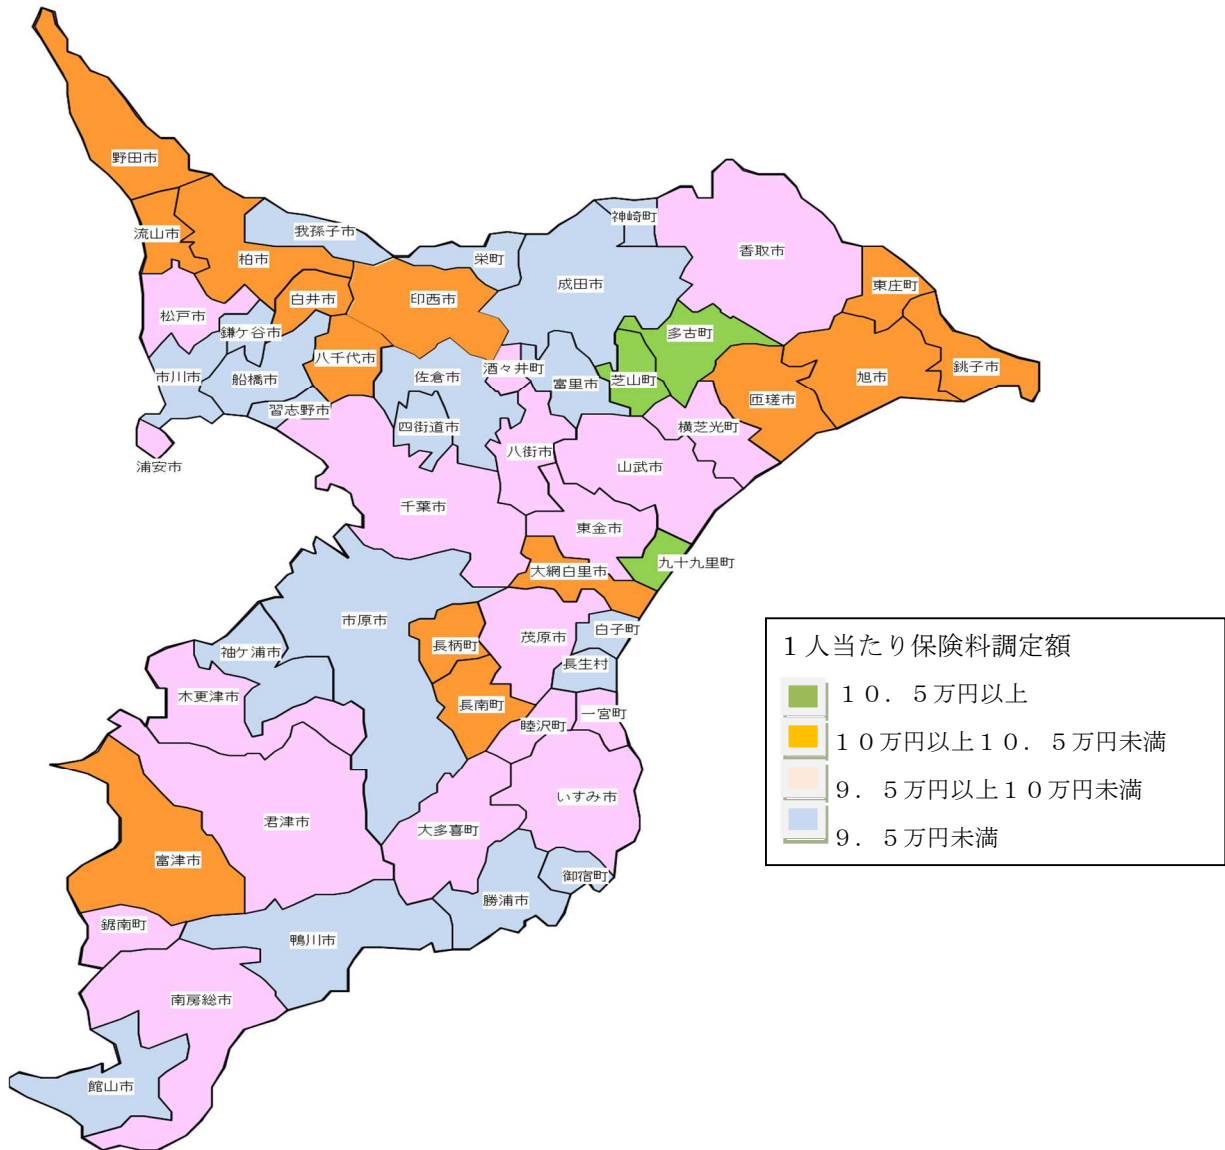 野田市
流山市
柏市
我孫子市
松戸市
白井市
印西市
栄町
神崎町
成田市
香取市
東庄町
鎌ケ谷市
八千代市
市川市
船橋市
習志野市
浦安市
佐倉市
四街道市
酒々井町
富里市
芝山町
多古町
匝瑳市
旭市
銚子市
八街市
横芝光町
山武市
千葉市
東金市
大網白里市
九十九里町
市原市
袖ケ浦市
木更津市
長柄町
長南町
茂原市
白子町
長生村
一宮町
睦沢町
いすみ市
君津市
大多喜町
富津市
御宿町
勝浦市
鋸南町
鴨川市
南房総市
館山市
１人当たり保険料調定額
１０．５万円以上
１０万円以上１０．５万円未満
９．５万円以上１０万円未満
９．５万円未満